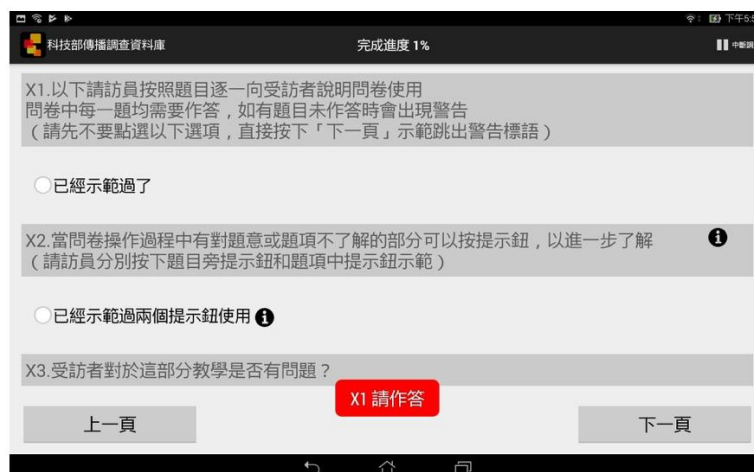 下午5:5
科技部傳播調查資料庫
完成進度 1%
中斷調
X1.以下請訪員按照題目逐一向受訪者說明問卷使用
問卷中每一題均需要作答，如有題目未作答時會出現警告
（請先不要點選以下選項，直接按下「下一頁」示範跳出警告標語）
已經示範過了
X2.當問卷操作過程中有對題意或題項不了解的部分可以按提示鈕，以進一步了解
（請訪員分別按下題目旁提示鈕和題項中提示鈕示範）
已經示範過兩個提示鈕使用
X3.受訪者對於這部分教學是否有問題？
X1 請作答
上一頁
下一頁